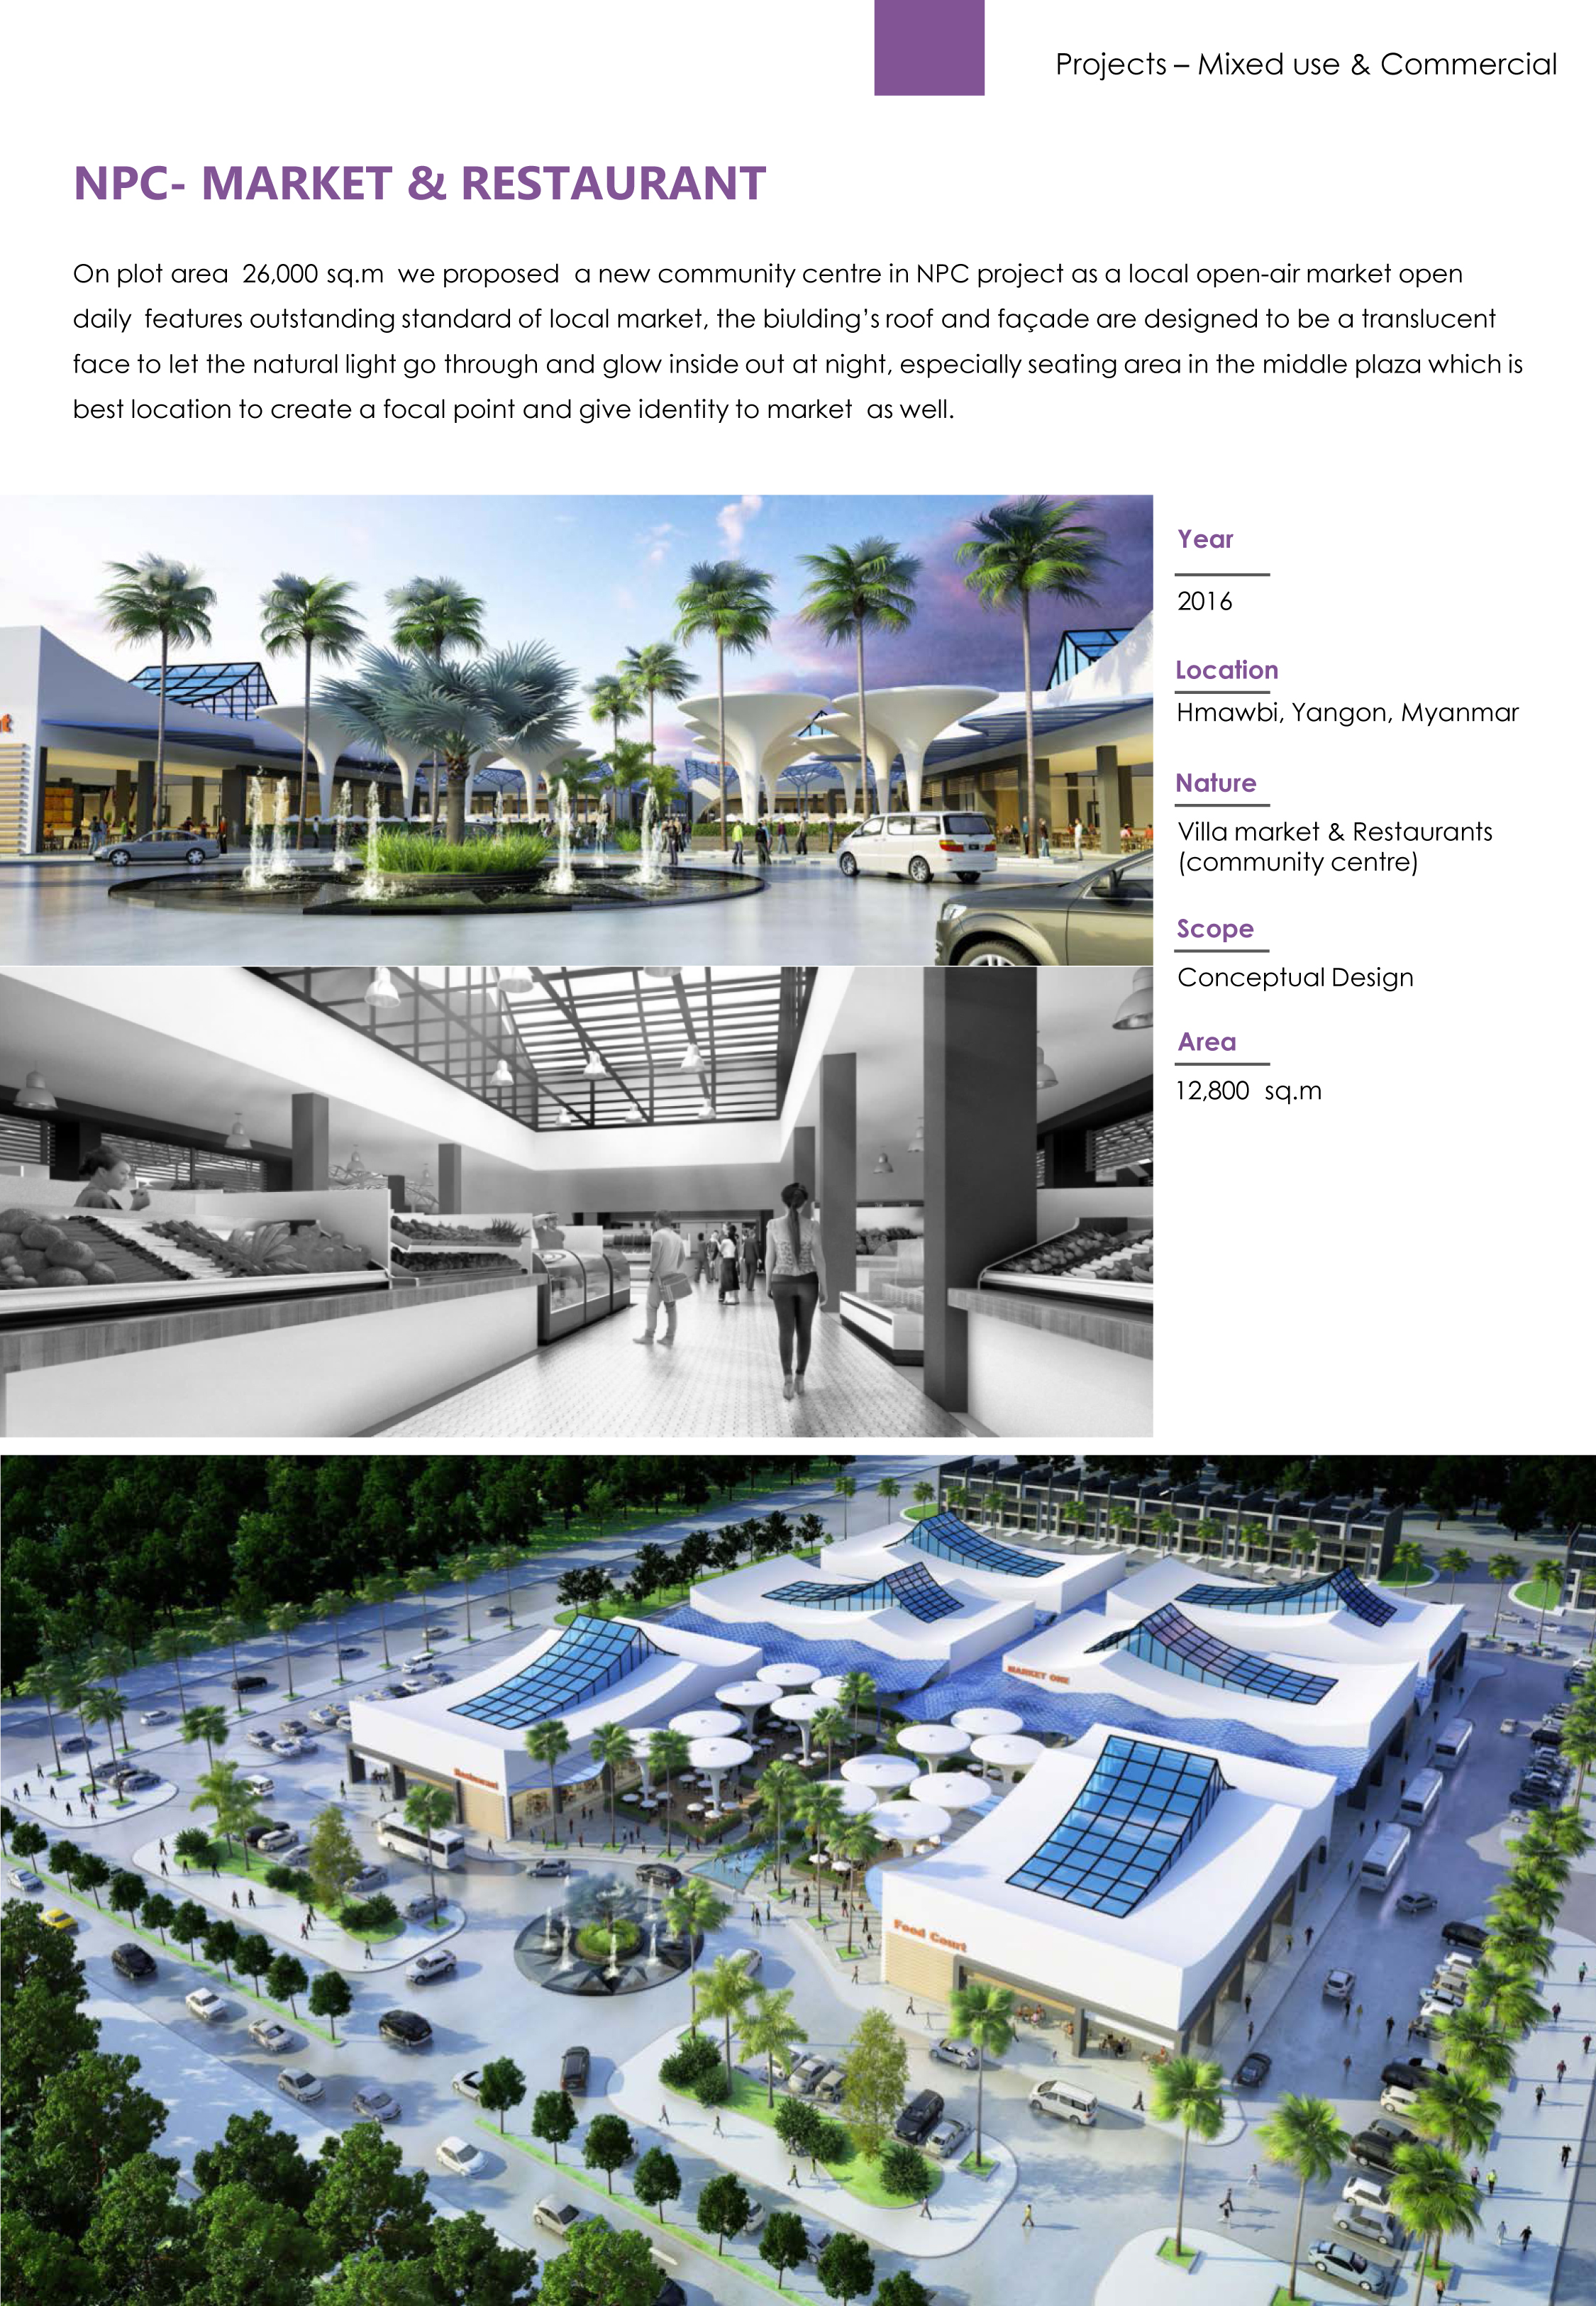 Projects – Mixed use & Commercial
NPC- MARKET & RESTAURANT
On plot area 26,000 sq.m we proposed a new community centre in NPC project as a local open-air market open
daily features outstanding standard of local market, the biulding’s roof and façade are designed to be a translucent
face to let the natural light go through and glow inside out at night, especially seating area in the middle plaza which is
best location to create a focal point and give identity to market as well.
Year
2016
Location
Hmawbi, Yangon, Myanmar
Nature
Villa market & Restaurants
(community centre)
Scope
Conceptual Design
Area
12,800 sq.m
t
MARKET ONE
Restaurant
Food Court